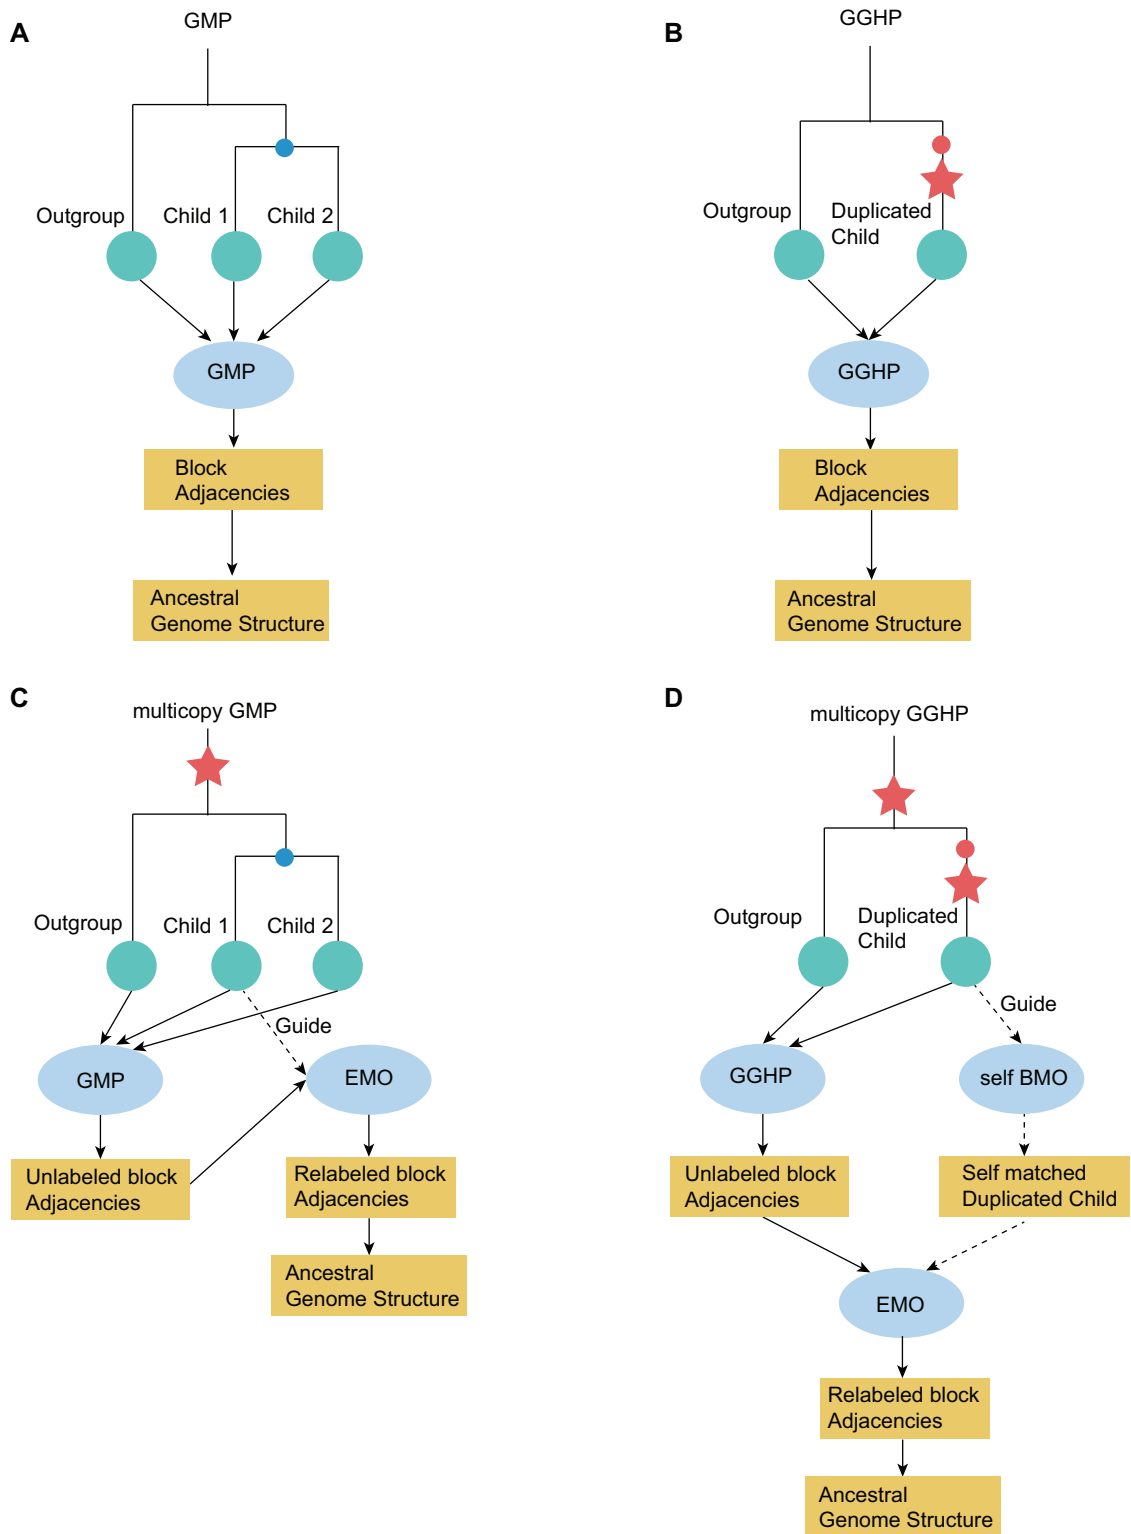 A
GMP
Outgroup
Child 1
Child 2
GMP
Block
Adjacencies
Ancestral
Genome Structure
B
GGHP
Outgroup
Duplicated
Child
GGHP
Block
Adjacencies
Ancestral
Genome Structure
C
multicopy GMP
Outgroup
Child 1
Child 2
Guide
GMP
EMO
Unlabeled block
Adjacencies
Relabeled block
Adjacencies
Ancestral
Genome Structure
D
multicopy GGHP
Outgroup
Duplicated
Child
Guide
GGHP
self BMO
Unlabeled block
Adjacencies
Self matched
Duplicated Child
EMO
Relabeled block
Adjacencies
Ancestral
Genome Structure